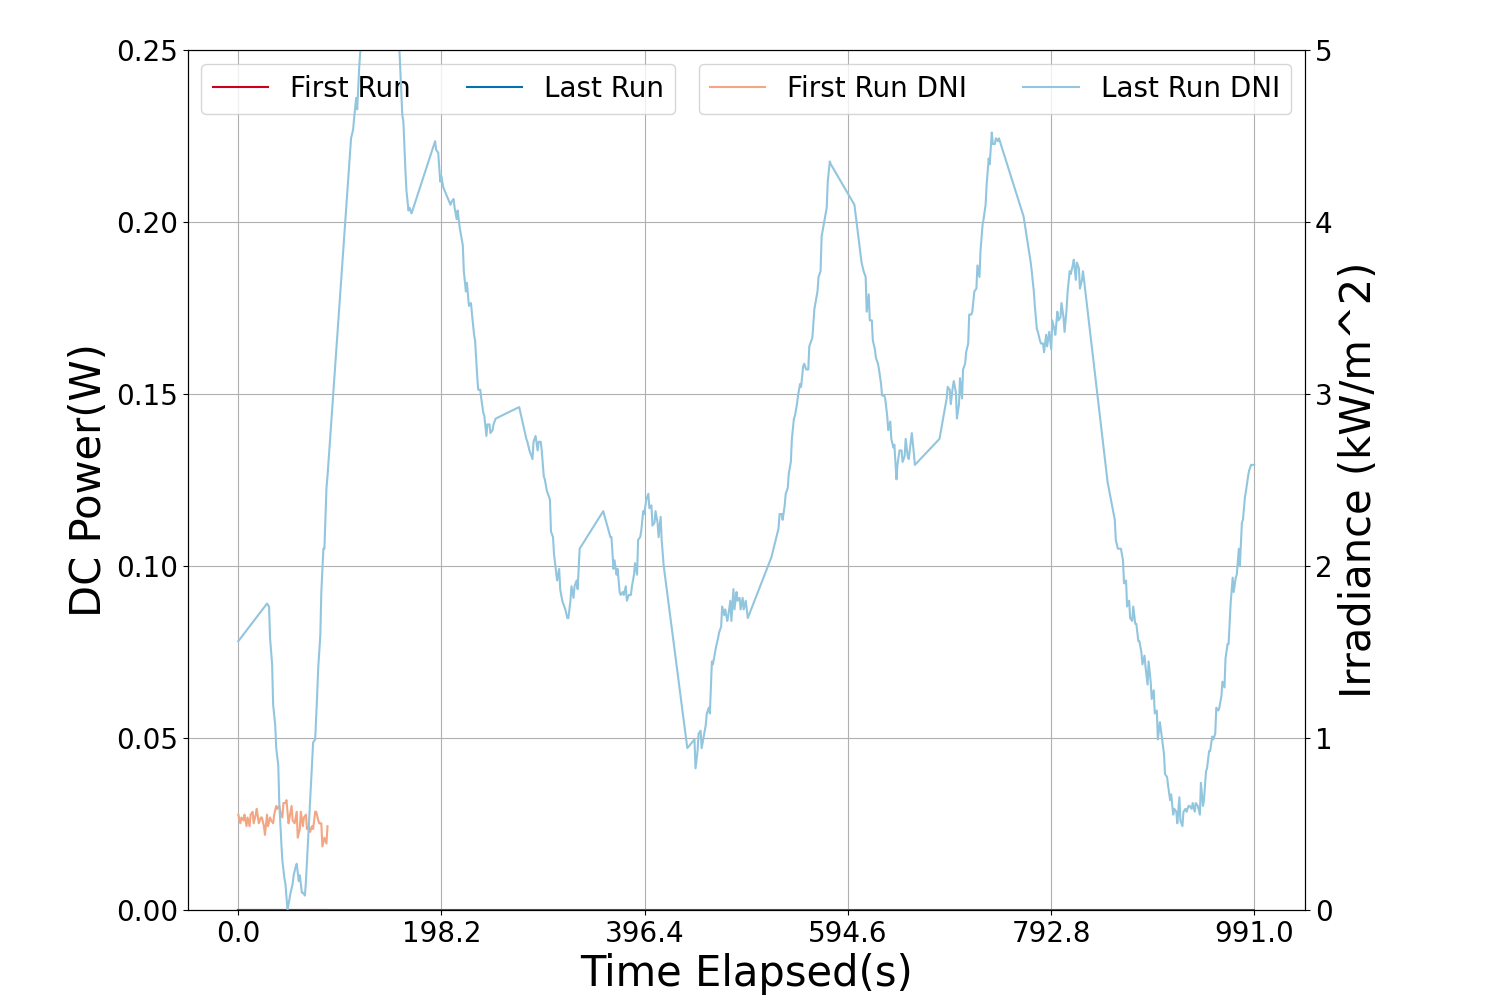 First Run
Last Run
First Run DNI
Last Run DNI
DC Power(W)
0.25
0.20
0.15
0.10
0.05
0.00
5
4
3
2
1
0
Irradiance (kW/m^2)
0.0 198.2 396.4 594.6 792.8 991.0
Time Elapsed(s)